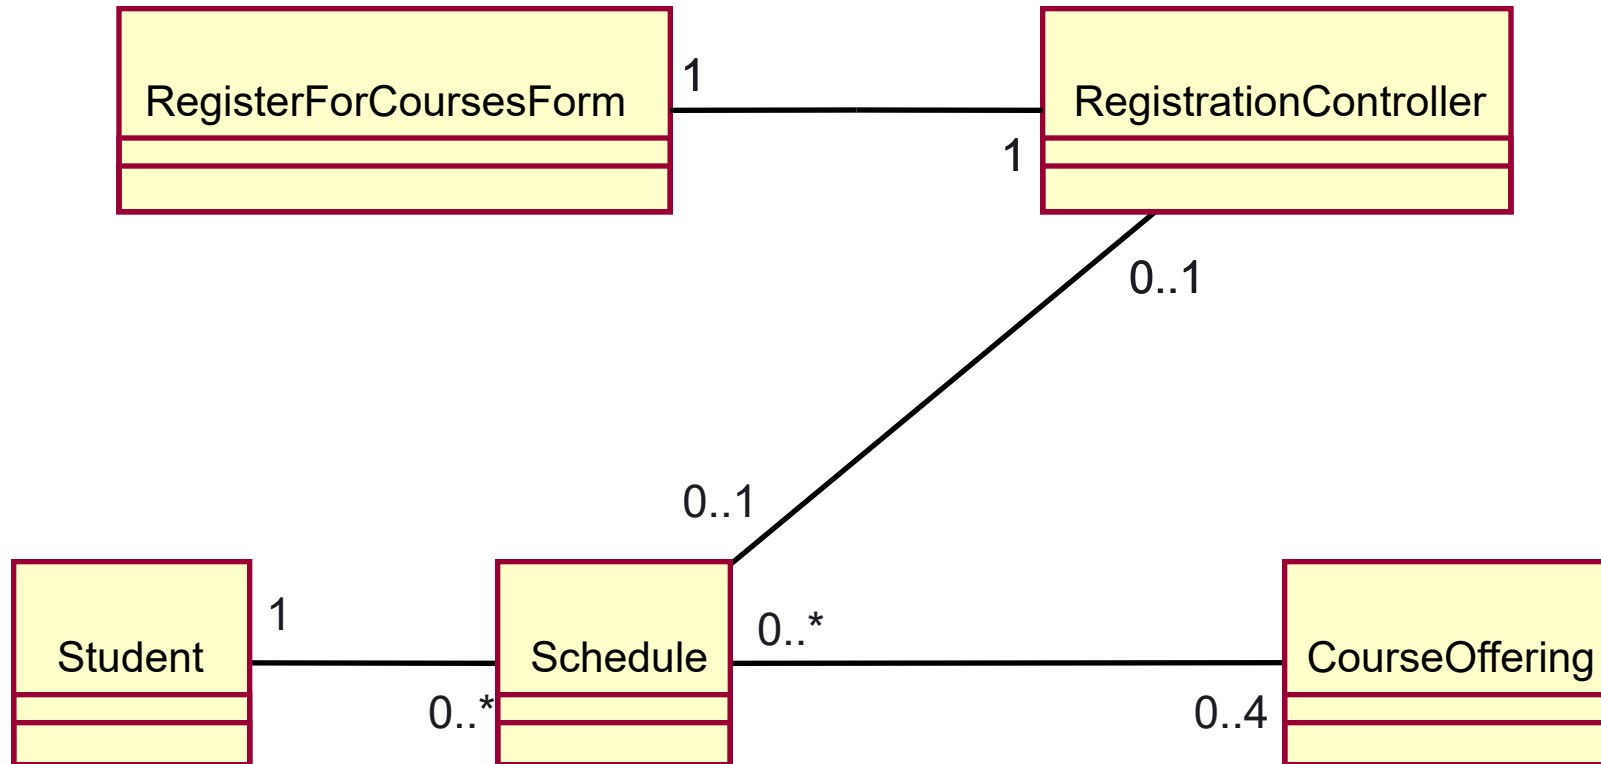 RegisterForCoursesForm
1
1
RegistrationController
0..1
0..1
Student
1
0..*
Schedule
0..*
0..4
CourseOffering